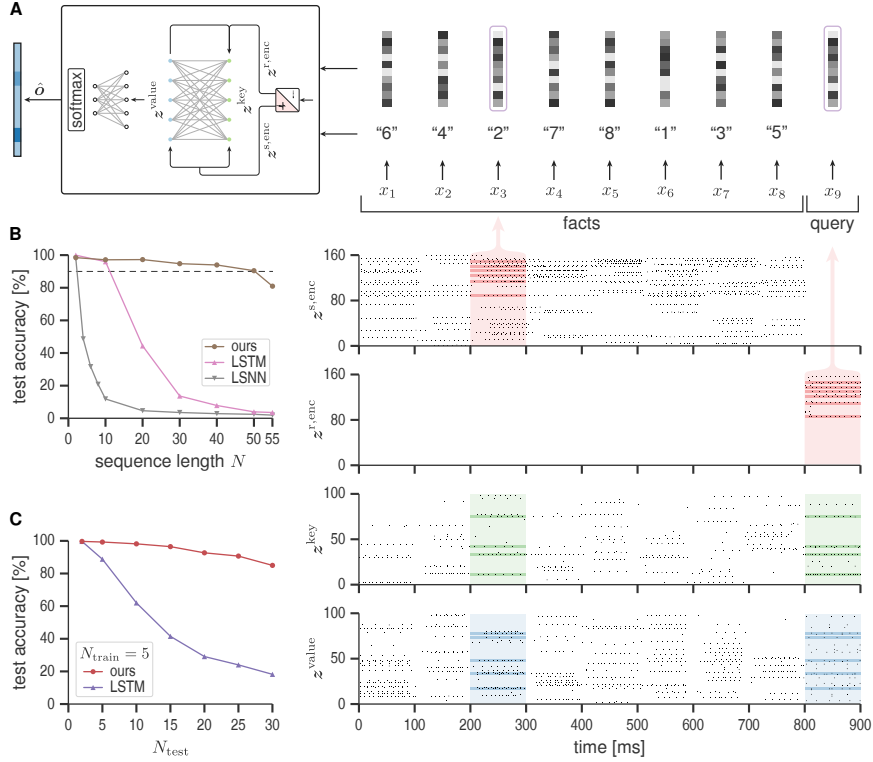 A
ô
softmax
z^value
z^key
z^r,enc
z^s,enc
+
“6” “4” “2” “7” “8” “1” “3” “5”
x₁ x₂ x₃ x₄ x₅ x₆ x₇ x₈ x₉
facts query
B
test accuracy [%]
100
80
60
40
20
0
ours
LSTM
LSNN
0 10 20 30 40 50 55
sequence length N
C
test accuracy [%]
100
80
60
40
20
0
N_train = 5
ours
LSTM
0 5 10 15 20 25 30
N_test
z^s,enc
160
80
0
z^r,enc
160
80
0
z^key
100
50
0
z^value
100
50
0
0 100 200 300 400 500 600 700 800 900
time [ms]